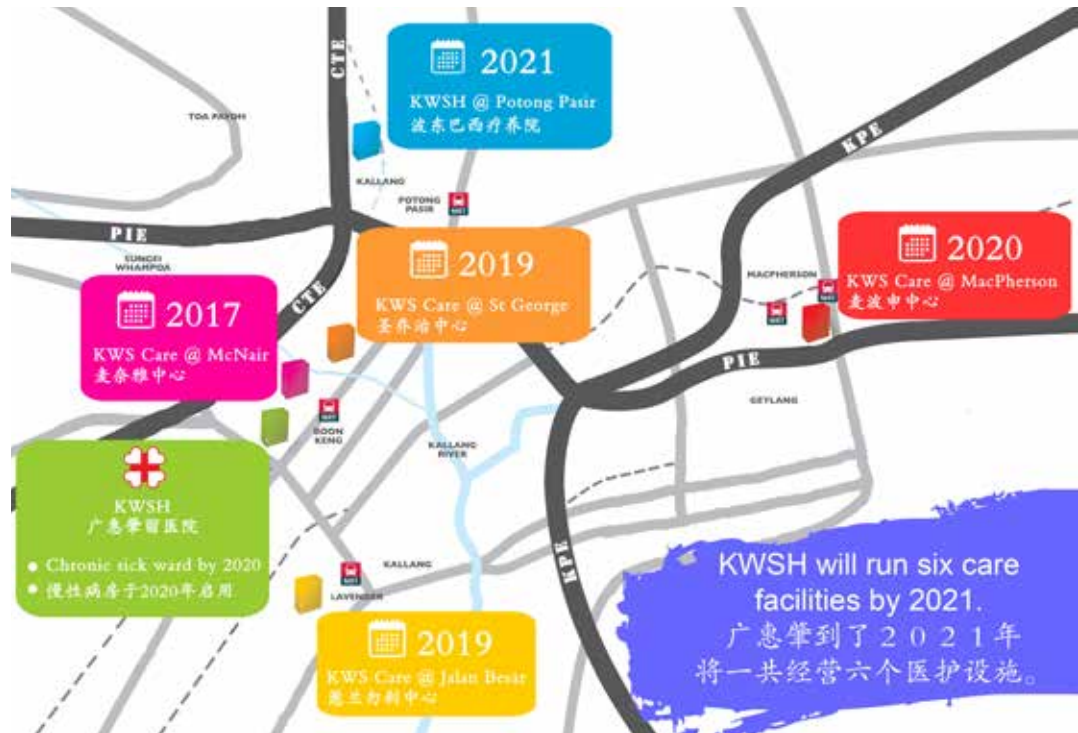 CTE
2021
KWSH @ Potong Pasir
波东巴西疗养院
TOA PAYOH
KALLANG
POTONG
PASIR
MRT
KPE
PIE
SUNGEI
WHAMPOA
CTE
2019
KWS Care @ St George
圣乔治中心
MACPHERSON
MRT
MRT
2020
KWS Care @ MacPherson
麦波申中心
2017
KWS Care @ McNair
麦奈雅中心
PIE
GEYLANG
MRT
BOON
KENG
KALLANG
RIVER
KWSH
广惠肇留医院
Chronic sick ward by 2020
慢性病房于2020年启用
KPE
MRT
KALLANG
LAVENDER
2019
KWS Care @ Jalan Besar
惹兰勿刹中心
KWSH will run six care
facilities by 2021.
广惠肇到了2021年
将一共经营六个医护设施。